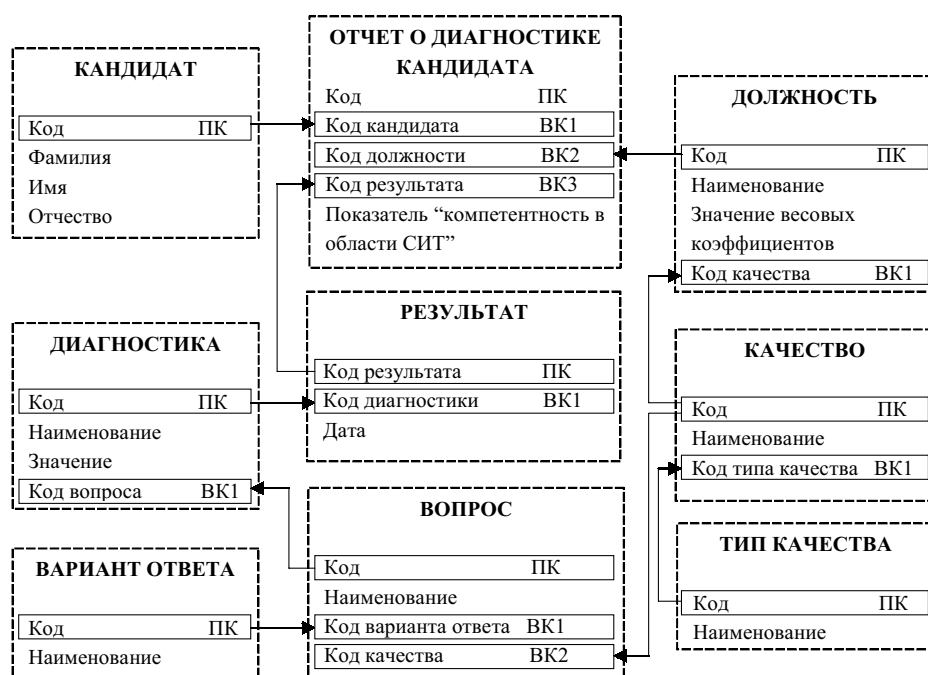 КАНДИДАТ
Код ПК
Фамилия
Имя
Отчество
ОТЧЕТ О ДИАГНОСТИКЕ
КАНДИДАТА
Код ПК
Код кандидата ВК1
Код должности ВК2
Код результата ВК3
Показатель “компетентность в
области СИТ”
ДОЛЖНОСТЬ
Код ПК
Наименование
Значение весовых
коэффициентов
Код качества ВК1
ДИАГНОСТИКА
Код ПК
Наименование
Значение
Код вопроса ВК1
РЕЗУЛЬТАТ
Код результата ПК
Код диагностики ВК1
Дата
КАЧЕСТВО
Код ПК
Наименование
Код типа качества ВК1
ВАРИАНТ ОТВЕТА
Код ПК
Наименование
ВОПРОС
Код ПК
Наименование
Код варианта ответа ВК1
Код качества ВК2
ТИП КАЧЕСТВА
Код ПК
Наименование